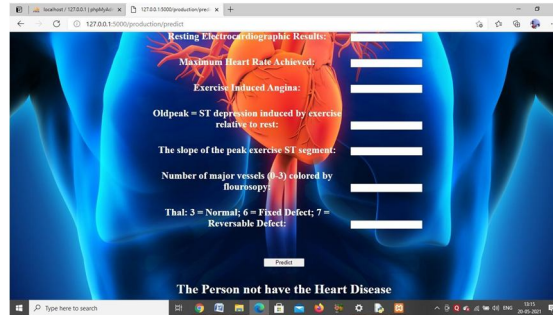 localhost / 127.0.0.1 | phpMyAd
127.0.0.1:5000/production/predic
127.0.0.1:5000/production/predict
Resting Electrocardiographic Results:
Maximum Heart Rate Achieved:
Exercise Induced Angina:
Oldpeak = ST depression induced by exercise
relative to rest:
The slope of the peak exercise ST segment:
Number of major vessels (0-3) colored by
flourosopy:
Thal: 3 = Normal; 6 = Fixed Defect; 7 =
Reversable Defect:
Predict
The Person not have the Heart Disease
Type here to search
ENG
13:15
20-05-2021